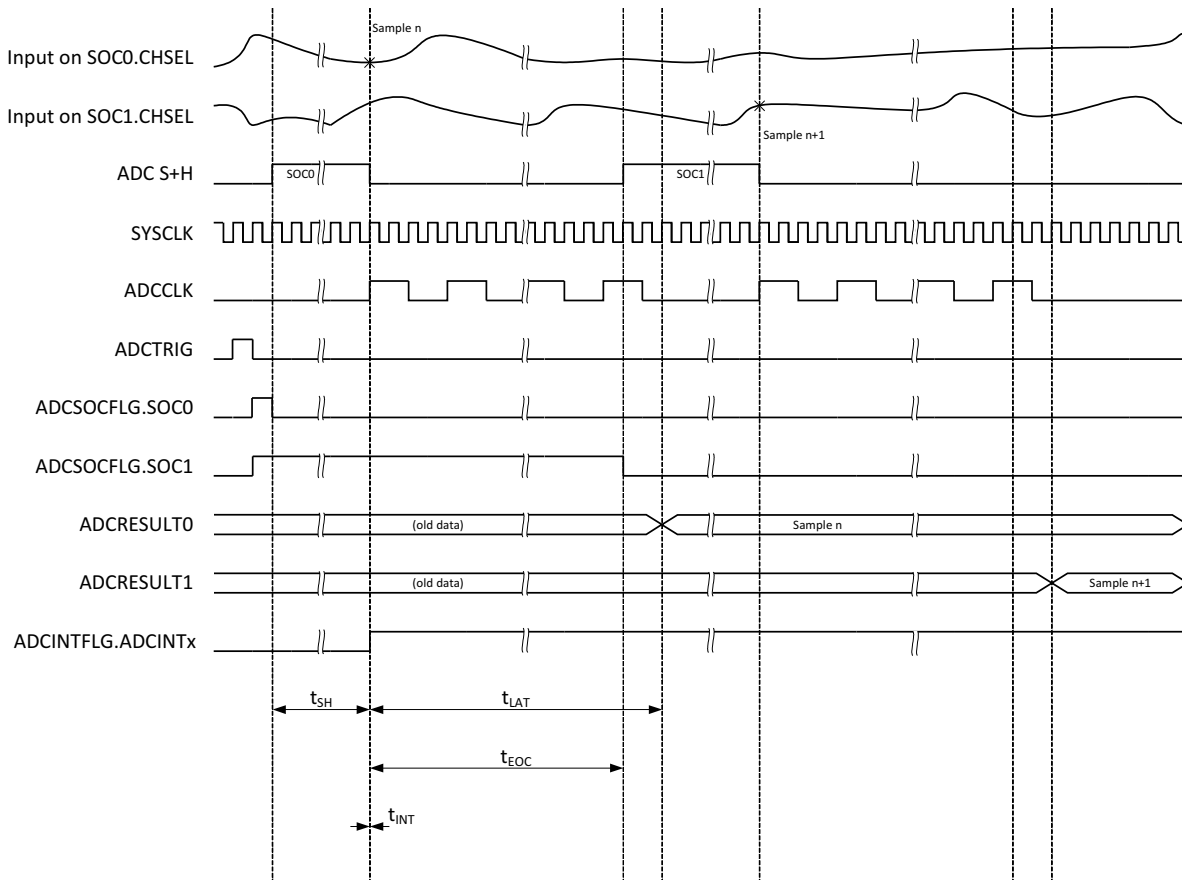 Sample n
Input on SOC0.CHSEL
Input on SOC1.CHSEL
Sample n+1
ADC S+H
SOC0
SOC1
SYSCLK
ADCCLK
ADCTRIG
ADCSOCFLG.SOC0
ADCSOCFLG.SOC1
ADCRESULT0
(old data)
Sample n
ADCRESULT1
(old data)
Sample n+1
ADCINTFLG.ADCINTx
tSH
tLAT
tEOC
tINT